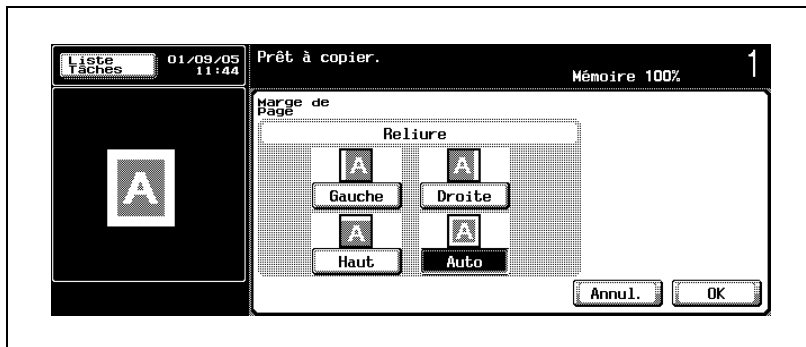 Liste
Tâches
01/09/05
11:44
Prêt à copier.
Mémoire 100%
1
Marge de
Page
Reliure
A
A
A
Gauche
Droite
A
A
Haut
Auto
Annul.
OK